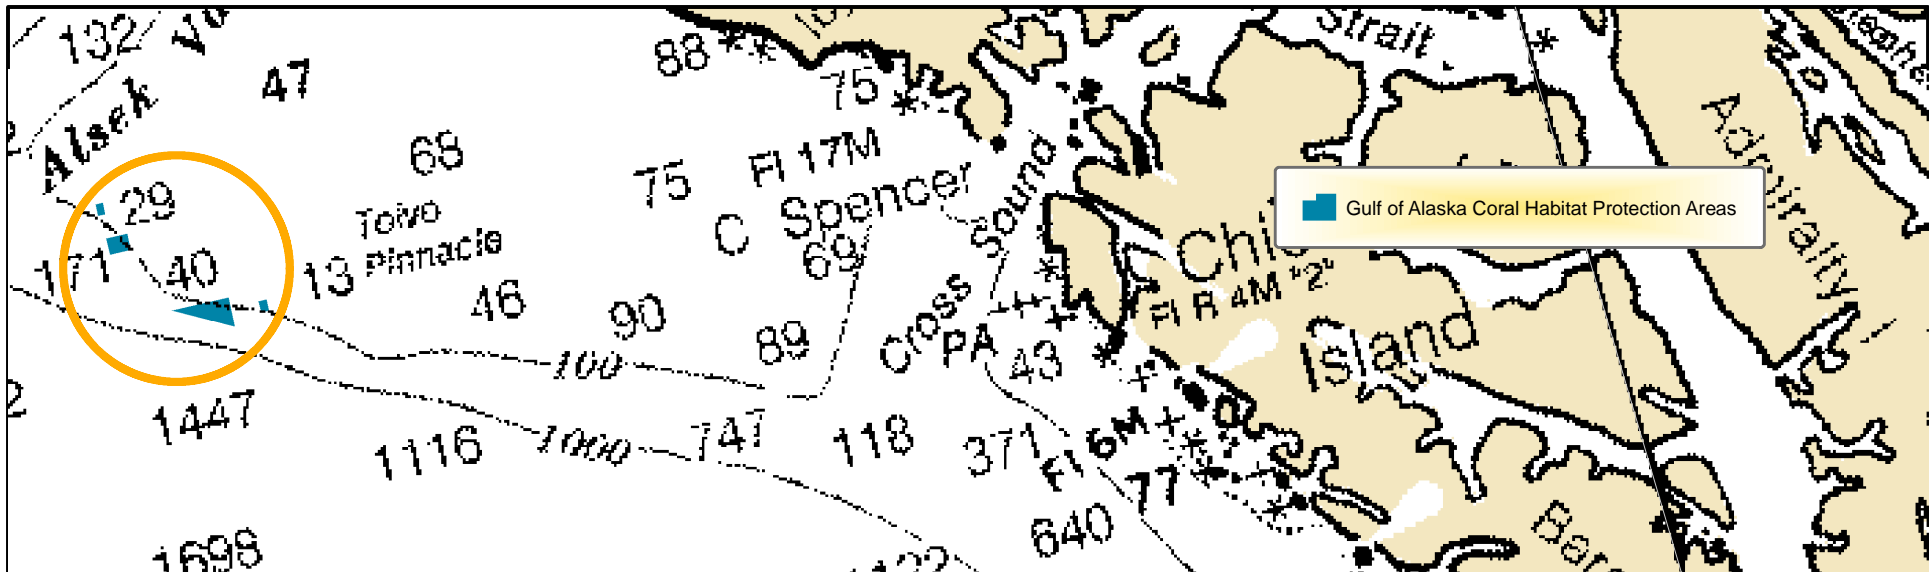 132
88
Strait
47
75
Alsek
68
Fl 17M
75
Sound
Admiralty
29
Toivo
Pinnacle
C Spencer
69
Gulf of Alaska Coral Habitat Protection Areas
171
40
13
46
90
89
Cross
PA
43
Fl R 4M "2"
Island
100
1447
1116
1000
747
118
371
Fl 6M
77
640
1698